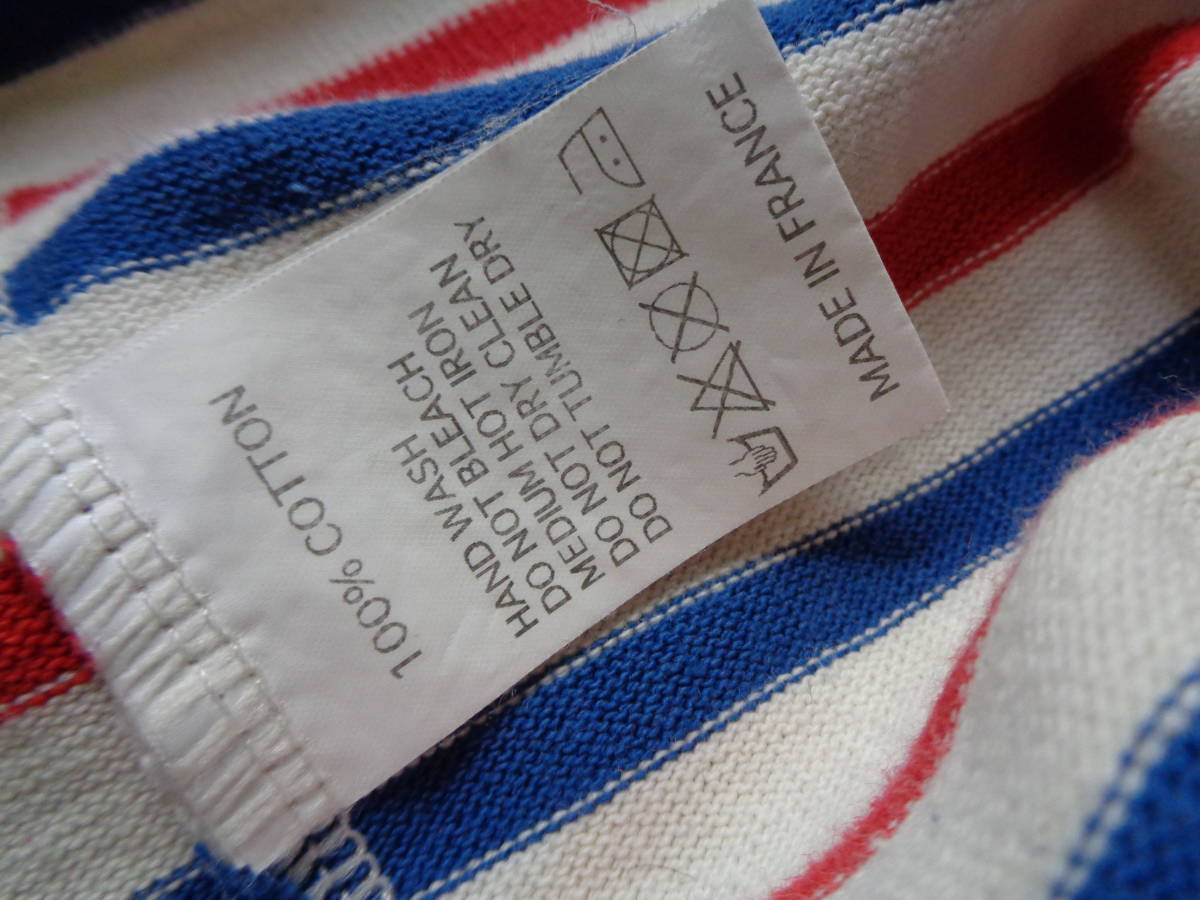 100% COTTON
HAND WASH
DO NOT BLEACH
MEDIUM HOT IRON
DO NOT DRY CLEAN
DO NOT TUMBLE DRY
MADE IN FRANCE